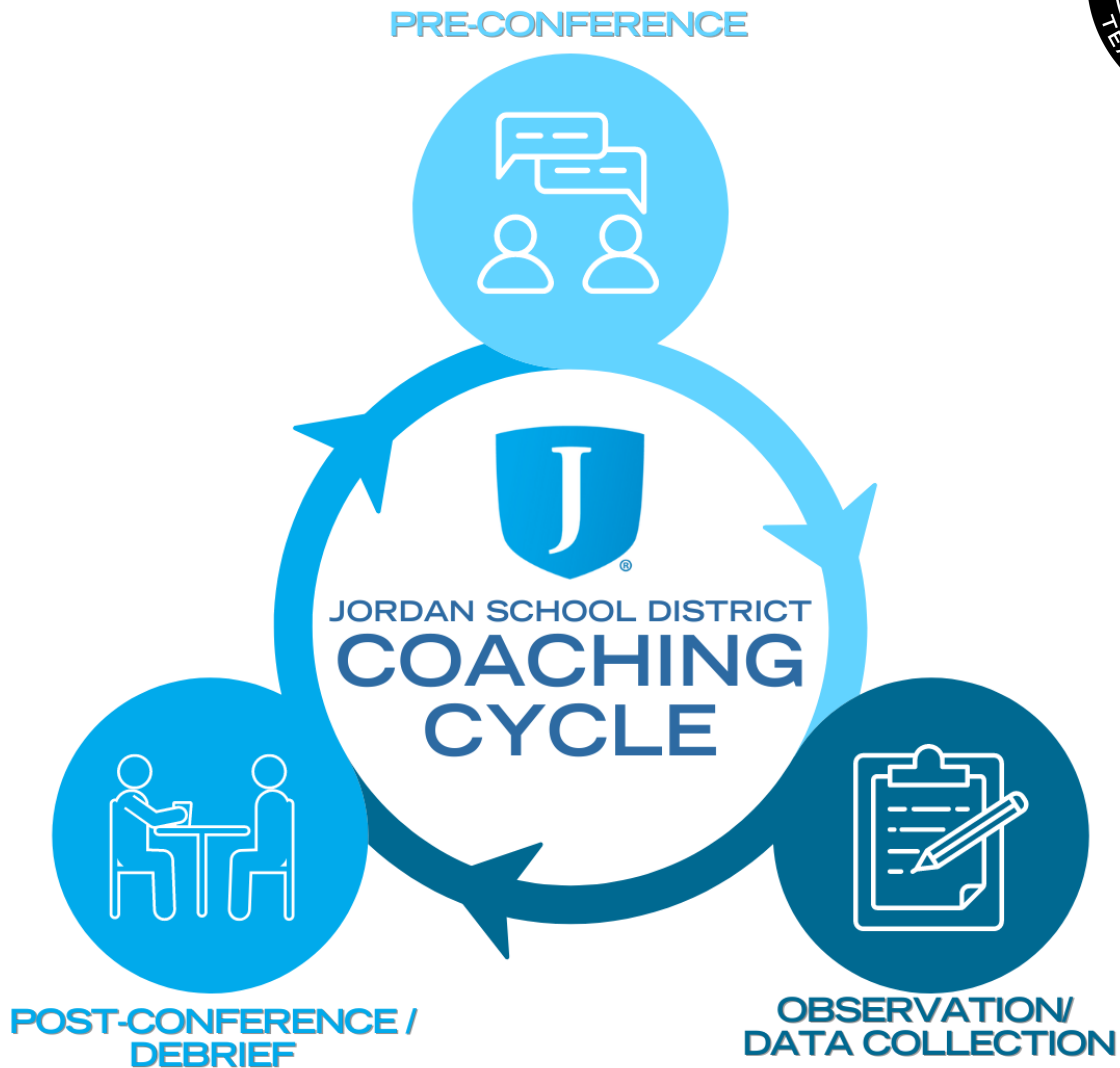 PRE-CONFERENCE
J
®
JORDAN SCHOOL DISTRICT
COACHING
CYCLE
POST-CONFERENCE /
DEBRIEF
OBSERVATION/
DATA COLLECTION